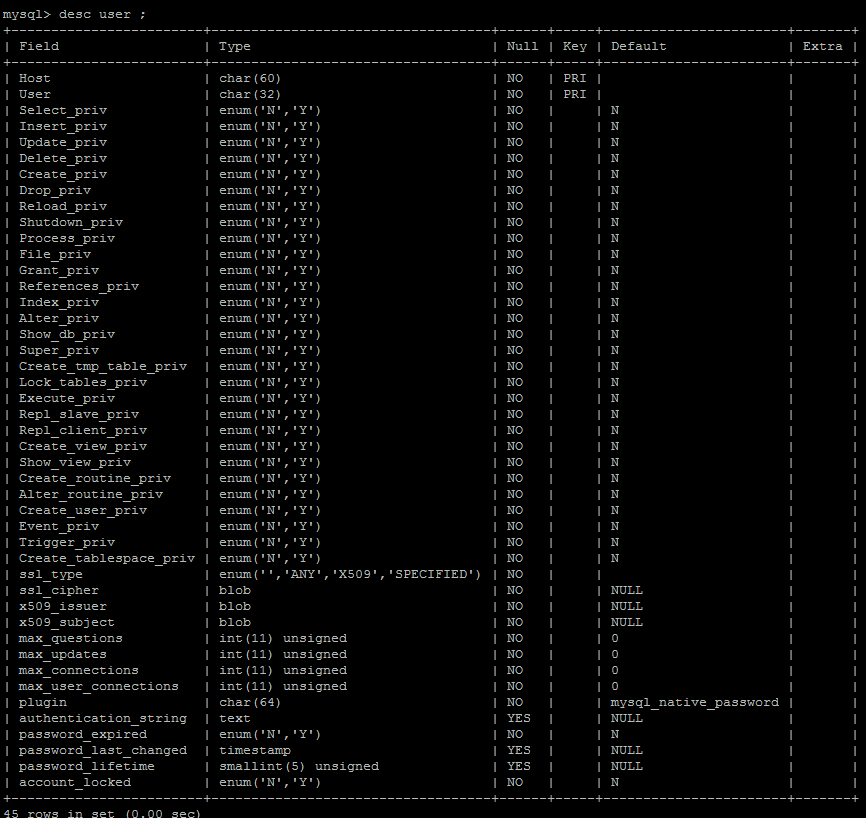 mysql> desc user ;
+------------------------+-----------------------------------+------+-----+-----------------------+-------+
| Field                  | Type                              | Null | Key | Default               | Extra |
+------------------------+-----------------------------------+------+-----+-----------------------+-------+
| Host                   | char(60)                          | NO   | PRI |                       |       |
| User                   | char(32)                          | NO   | PRI |                       |       |
| Select_priv            | enum('N','Y')                     | NO   |     | N                     |       |
| Insert_priv            | enum('N','Y')                     | NO   |     | N                     |       |
| Update_priv            | enum('N','Y')                     | NO   |     | N                     |       |
| Delete_priv            | enum('N','Y')                     | NO   |     | N                     |       |
| Create_priv            | enum('N','Y')                     | NO   |     | N                     |       |
| Drop_priv              | enum('N','Y')                     | NO   |     | N                     |       |
| Reload_priv            | enum('N','Y')                     | NO   |     | N                     |       |
| Shutdown_priv          | enum('N','Y')                     | NO   |     | N                     |       |
| Process_priv           | enum('N','Y')                     | NO   |     | N                     |       |
| File_priv              | enum('N','Y')                     | NO   |     | N                     |       |
| Grant_priv             | enum('N','Y')                     | NO   |     | N                     |       |
| References_priv        | enum('N','Y')                     | NO   |     | N                     |       |
| Index_priv             | enum('N','Y')                     | NO   |     | N                     |       |
| Alter_priv             | enum('N','Y')                     | NO   |     | N                     |       |
| Show_db_priv           | enum('N','Y')                     | NO   |     | N                     |       |
| Super_priv             | enum('N','Y')                     | NO   |     | N                     |       |
| Create_tmp_table_priv  | enum('N','Y')                     | NO   |     | N                     |       |
| Lock_tables_priv       | enum('N','Y')                     | NO   |     | N                     |       |
| Execute_priv           | enum('N','Y')                     | NO   |     | N                     |       |
| Repl_slave_priv        | enum('N','Y')                     | NO   |     | N                     |       |
| Repl_client_priv       | enum('N','Y')                     | NO   |     | N                     |       |
| Create_view_priv       | enum('N','Y')                     | NO   |     | N                     |       |
| Show_view_priv         | enum('N','Y')                     | NO   |     | N                     |       |
| Create_routine_priv    | enum('N','Y')                     | NO   |     | N                     |       |
| Alter_routine_priv     | enum('N','Y')                     | NO   |     | N                     |       |
| Create_user_priv       | enum('N','Y')                     | NO   |     | N                     |       |
| Event_priv             | enum('N','Y')                     | NO   |     | N                     |       |
| Trigger_priv           | enum('N','Y')                     | NO   |     | N                     |       |
| Create_tablespace_priv | enum('N','Y')                     | NO   |     | N                     |       |
| ssl_type               | enum('','ANY','X509','SPECIFIED') | NO   |     |                       |       |
| ssl_cipher             | blob                              | NO   |     | NULL                  |       |
| x509_issuer            | blob                              | NO   |     | NULL                  |       |
| x509_subject           | blob                              | NO   |     | NULL                  |       |
| max_questions          | int(11) unsigned                  | NO   |     | 0                     |       |
| max_updates            | int(11) unsigned                  | NO   |     | 0                     |       |
| max_connections        | int(11) unsigned                  | NO   |     | 0                     |       |
| max_user_connections   | int(11) unsigned                  | NO   |     | 0                     |       |
| plugin                 | char(64)                          | NO   |     | mysql_native_password |       |
| authentication_string  | text                              | YES  |     | NULL                  |       |
| password_expired       | enum('N','Y')                     | NO   |     | N                     |       |
| password_last_changed  | timestamp                         | YES  |     | NULL                  |       |
| password_lifetime      | smallint(5) unsigned              | YES  |     | NULL                  |       |
| account_locked         | enum('N','Y')                     | NO   |     | N                     |       |
+------------------------+-----------------------------------+------+-----+-----------------------+-------+
45 rows in set (0.00 sec)